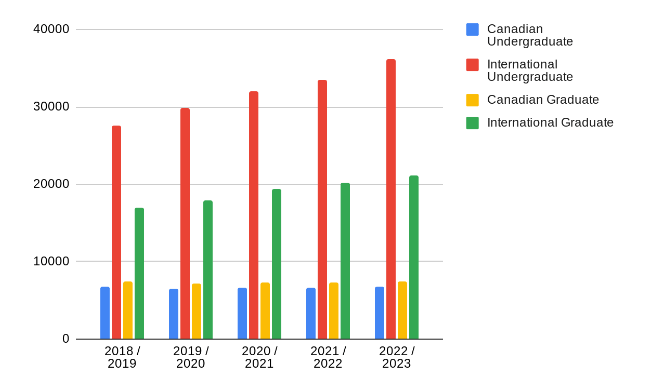 40000
30000
20000
10000
0
2018 /
2019
2019 /
2020
2020 /
2021
2021 /
2022
2022 /
2023
Canadian
Undergraduate
International
Undergraduate
Canadian Graduate
International Graduate